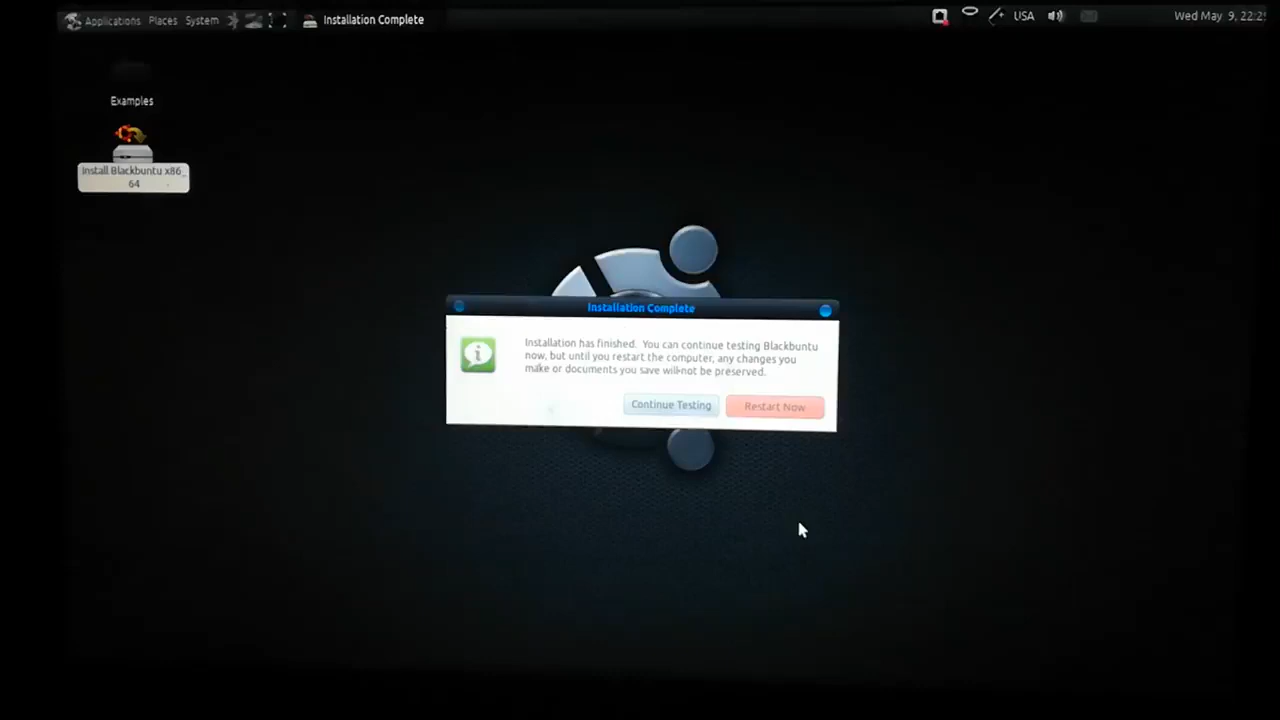 Applications Places System Installation Complete USA Wed May 9, 22:2
Examples
Install Blackbuntu x86_
64
Installation Complete
Installation has finished. You can continue testing Blackbuntu
now, but until you restart the computer, any changes you
make or documents you save will not be preserved.
Continue Testing Restart Now